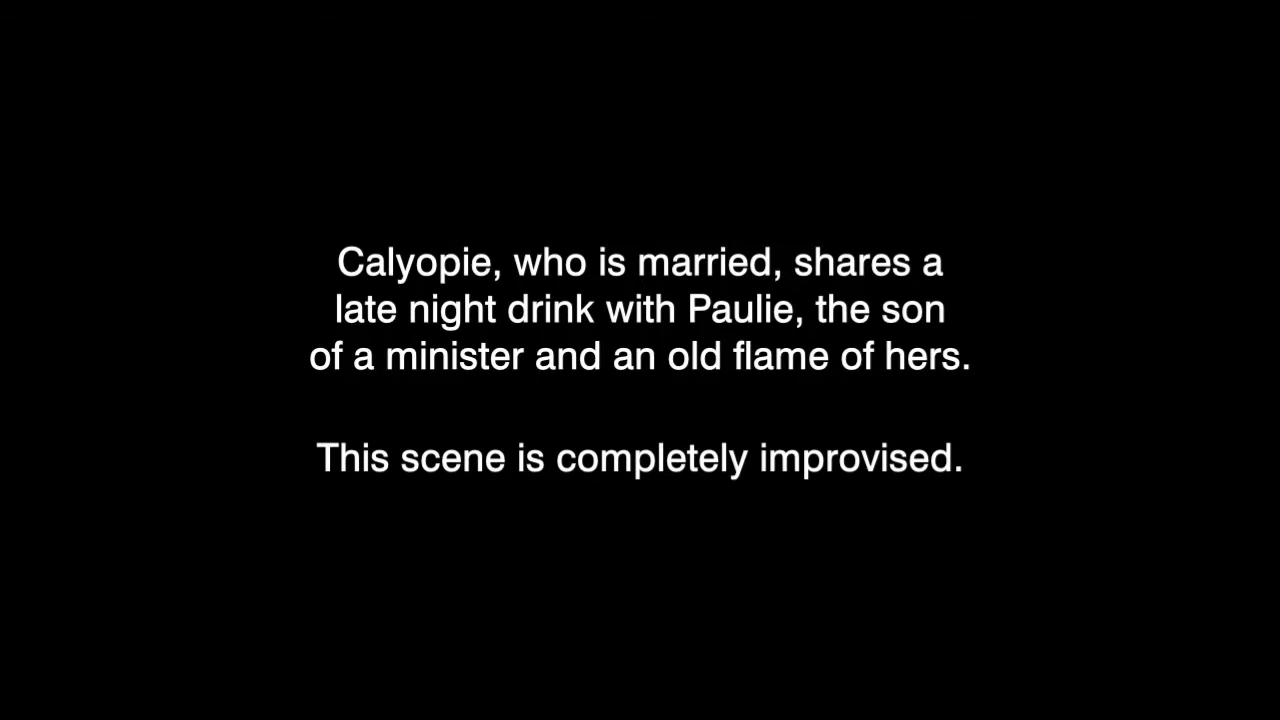 Calyopie, who is married, shares a
late night drink with Paulie, the son
of a minister and an old flame of hers.
This scene is completely improvised.